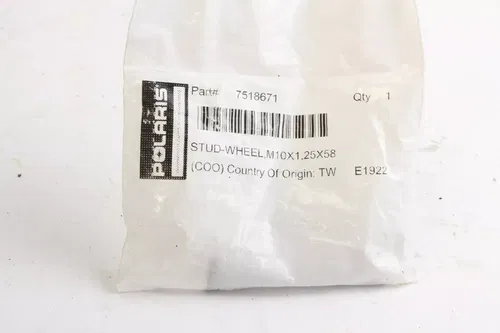 POLARIS
Part# 7518671 Qty 1
STUD-WHEEL,M10X1.25X58
(COO) Country Of Origin: TW E1922